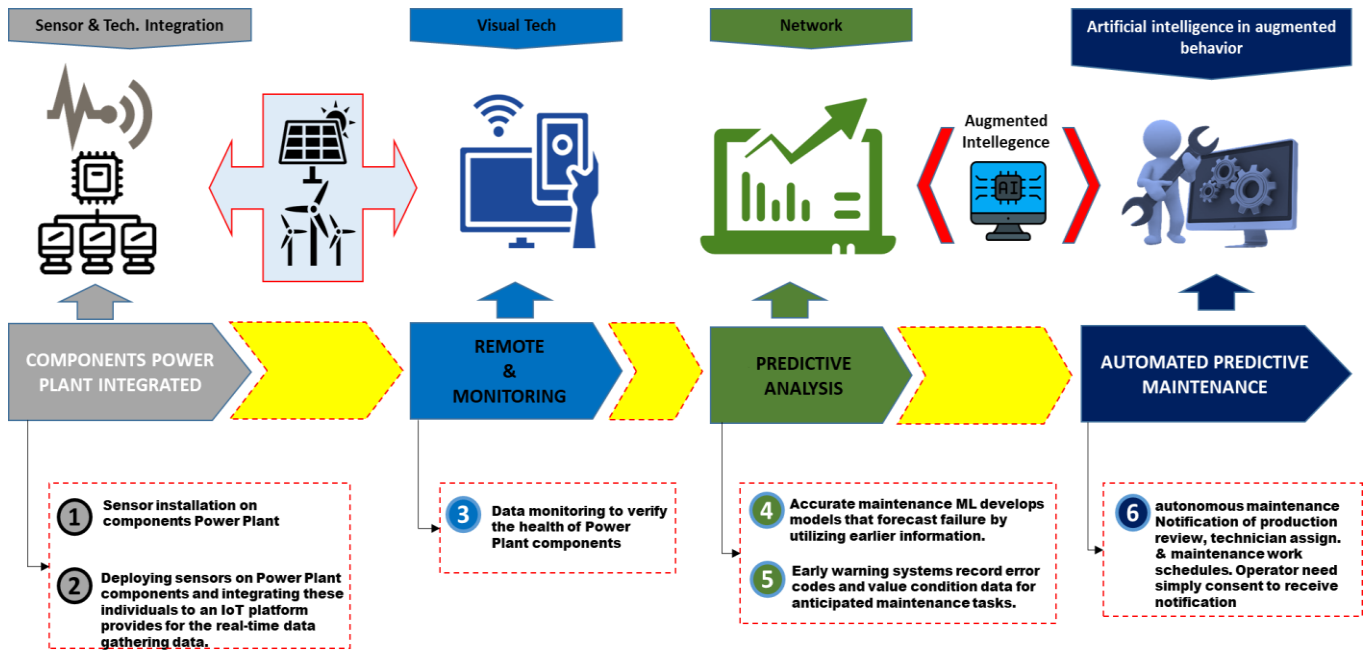 Sensor & Tech. Integration
Visual Tech
Network
Artificial intelligence in augmented
behavior
Augmented
Intellegence
AI
COMPONENTS POWER
PLANT INTEGRATED
REMOTE
&
MONITORING
PREDICTIVE
ANALYSIS
AUTOMATED PREDICTIVE
MAINTENANCE
1
Sensor installation on
components Power Plant
2
Deploying sensors on Power Plant
components and integrating these
individuals to an IoT platform
provides for the real-time data
gathering data.
3
Data monitoring to verify
the health of Power
Plant components
4
Accurate maintenance ML develops
models that forecast failure by
utilizing earlier information.
5
Early warning systems record error
codes and value condition data for
anticipated maintenance tasks.
6
autonomous maintenance
Notification of production
review, technician assign.
& maintenance work
schedules. Operator need
simply consent to receive
notification